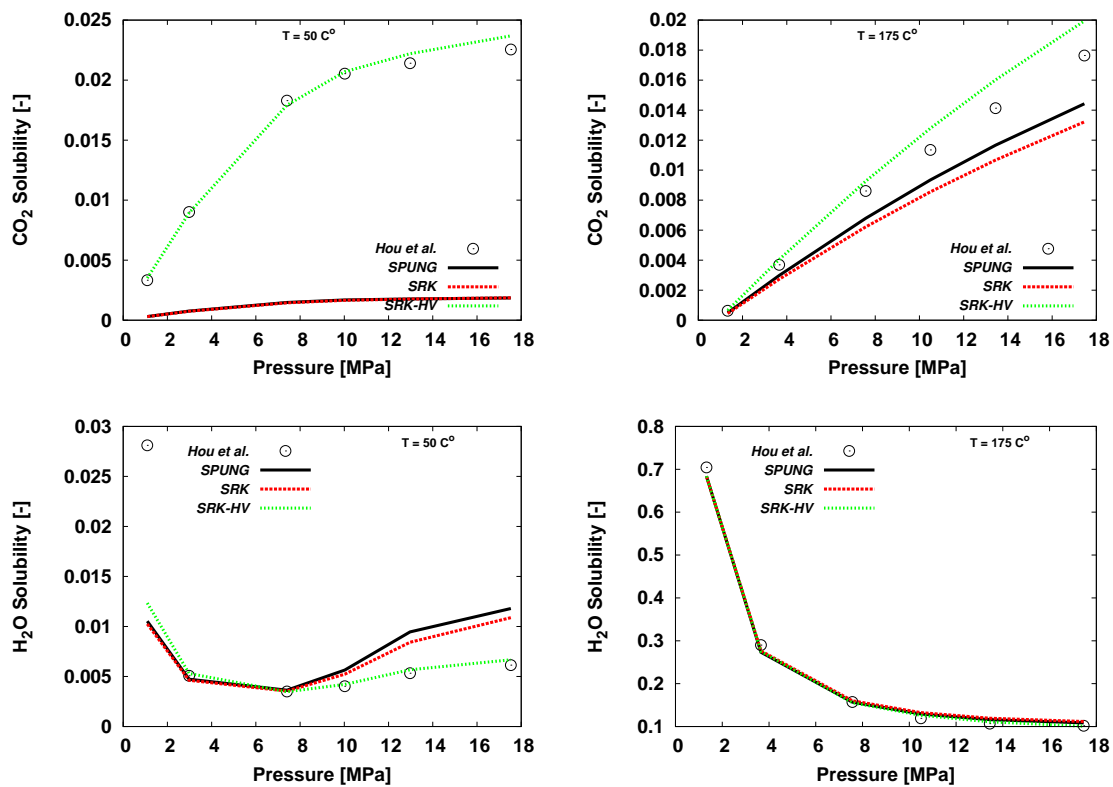 T = 50 C°
CO2 Solubility [-]
0.025
0.02
0.015
0.01
0.005
0
Hou et al.
SPUNG
SRK
SRK-HV
0 2 4 6 8 10 12 14 16 18
Pressure [MPa]
T = 175 C°
CO2 Solubility [-]
0.02
0.018
0.016
0.014
0.012
0.01
0.008
0.006
0.004
0.002
0
Hou et al.
SPUNG
SRK
SRK-HV
0 2 4 6 8 10 12 14 16 18
Pressure [MPa]
T = 50 C°
H2O Solubility [-]
0.03
0.025
0.02
0.015
0.01
0.005
0
Hou et al.
SPUNG
SRK
SRK-HV
0 2 4 6 8 10 12 14 16 18
Pressure [MPa]
T = 175 C°
H2O Solubility [-]
0.8
0.7
0.6
0.5
0.4
0.3
0.2
0.1
Hou et al.
SPUNG
SRK
SRK-HV
0 2 4 6 8 10 12 14 16 18
Pressure [MPa]